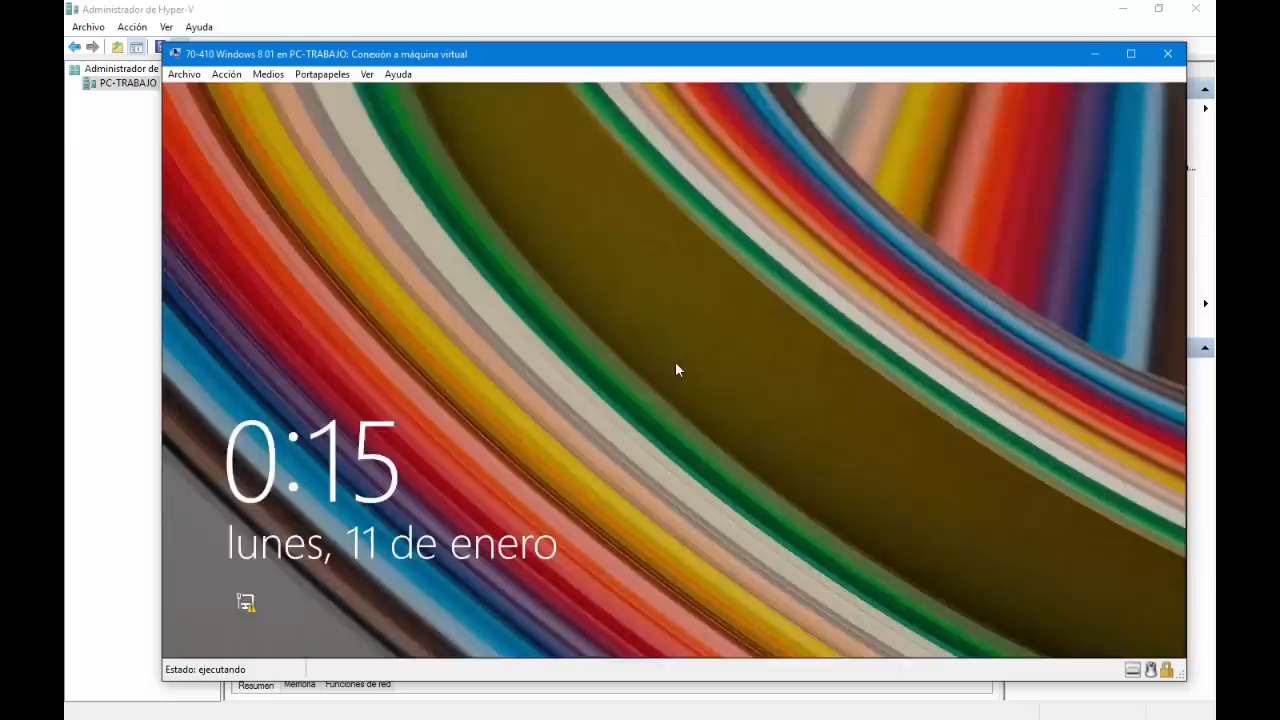 Administrador de Hyper-V
Archivo Acción Ver Ayuda
Administrador de
PC-TRABAJO
70-410 Windows 8 01 en PC-TRABAJO: Conexión a máquina virtual
Archivo Acción Medios Portapapeles Ver Ayuda
0:15
lunes, 11 de enero
Estado: ejecutando
Resumen Memoria Funciones de red